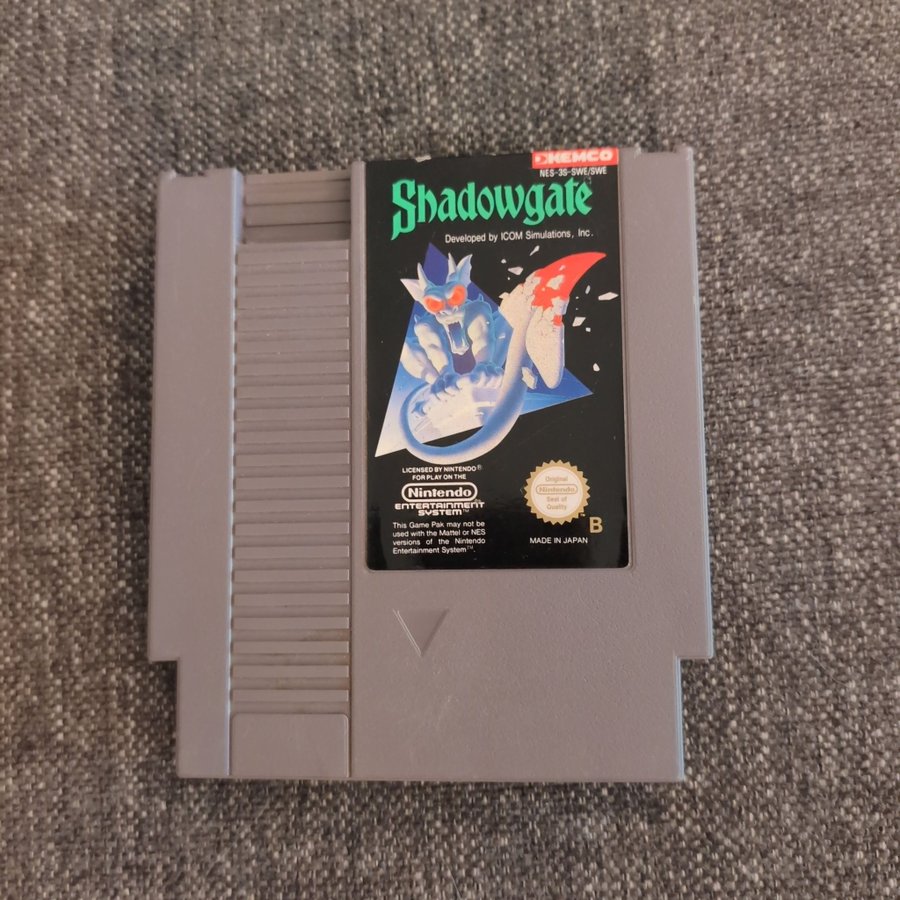 KEMCO
NES-3S-SWE/SWE
Shadowgate
Developed by ICOM Simulations, Inc.
LICENSED BY NINTENDO®
FOR PLAY ON THE
Nintendo
ENTERTAINMENT
SYSTEM™
This Game Pak may not be
used with the Mattel or NES
versions of the Nintendo
Entertainment System™.
Original
Nintendo
Seal of
Quality
B
MADE IN JAPAN